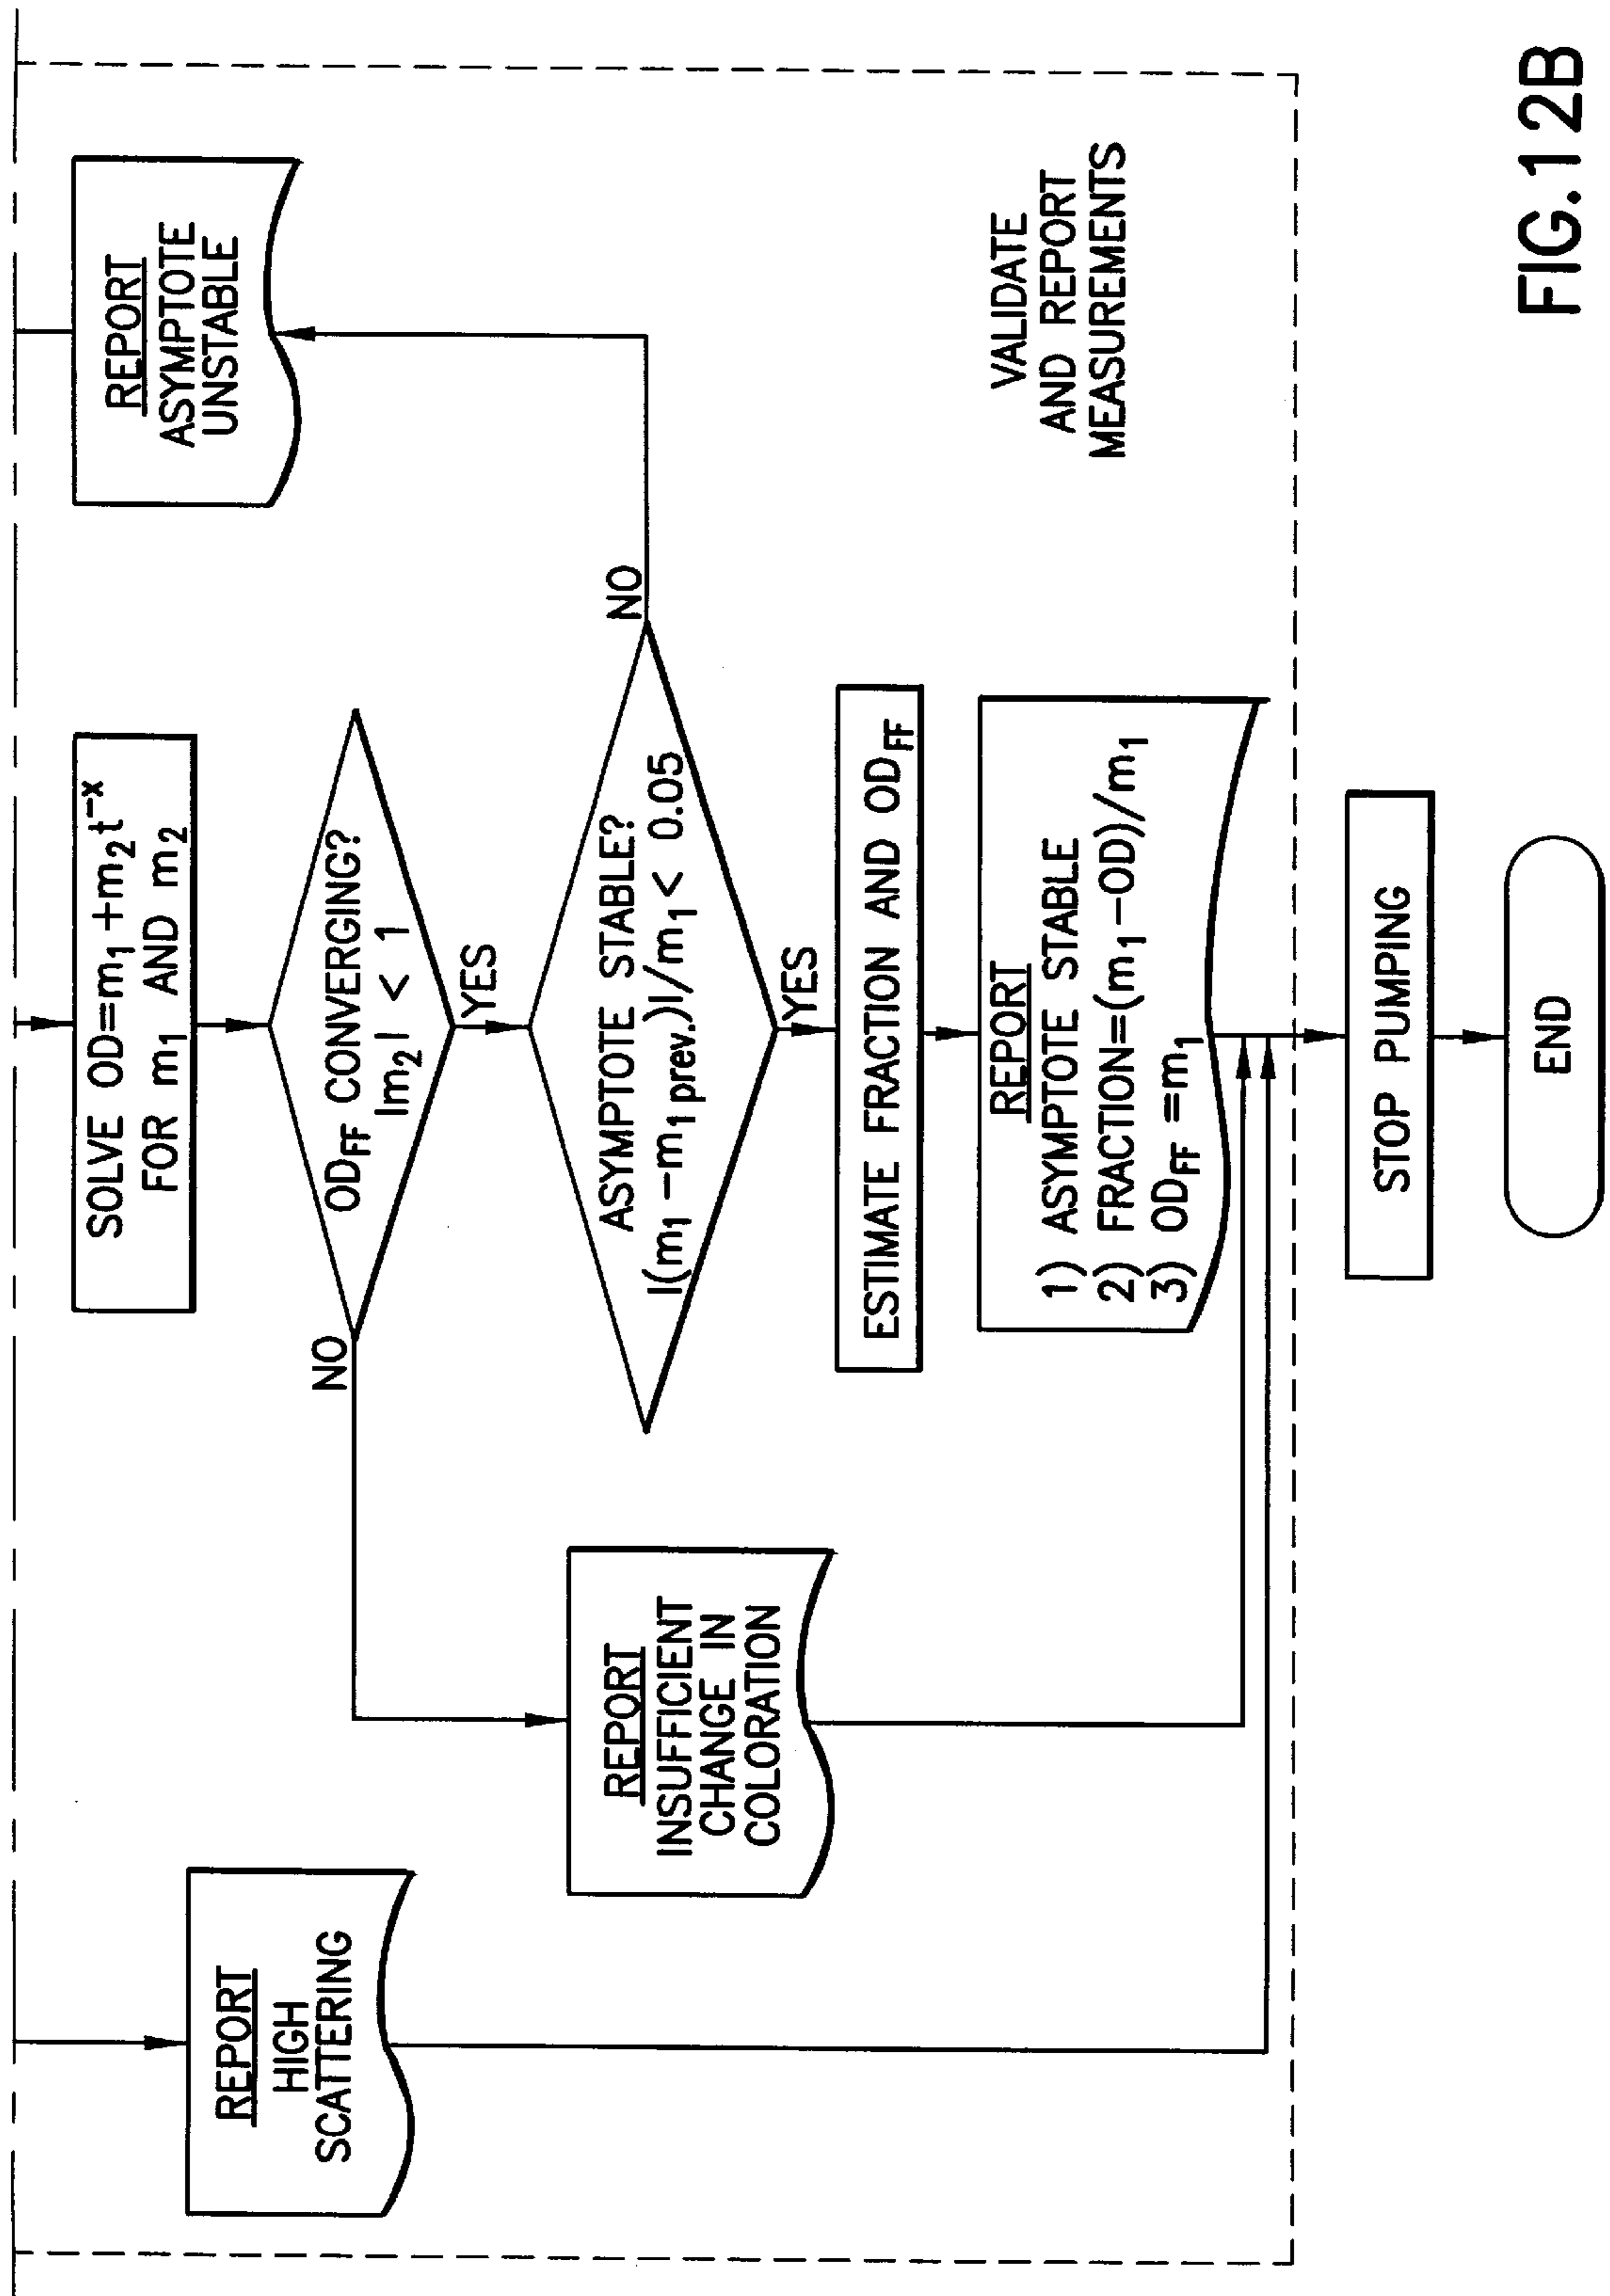 REPORT
HIGH
SCATTERING
SOLVE OD=m₁+m₂t⁻ˣ
FOR m₁ AND m₂
REPORT
ASYMPTOTE
UNSTABLE
OD_FF CONVERGING?
|m₂| < 1
NO
YES
REPORT
INSUFFICIENT
CHANGE IN
COLORATION
ASYMPTOTE STABLE?
|(m₁ −m₁ prev.)|/m₁ < 0.05
NO
YES
ESTIMATE FRACTION AND OD_FF
REPORT
1) ASYMPTOTE STABLE
2) FRACTION=(m₁−OD)/m₁
3) OD_FF =m₁
VALIDATE
AND REPORT
MEASUREMENTS
STOP PUMPING
END
FIG.12B